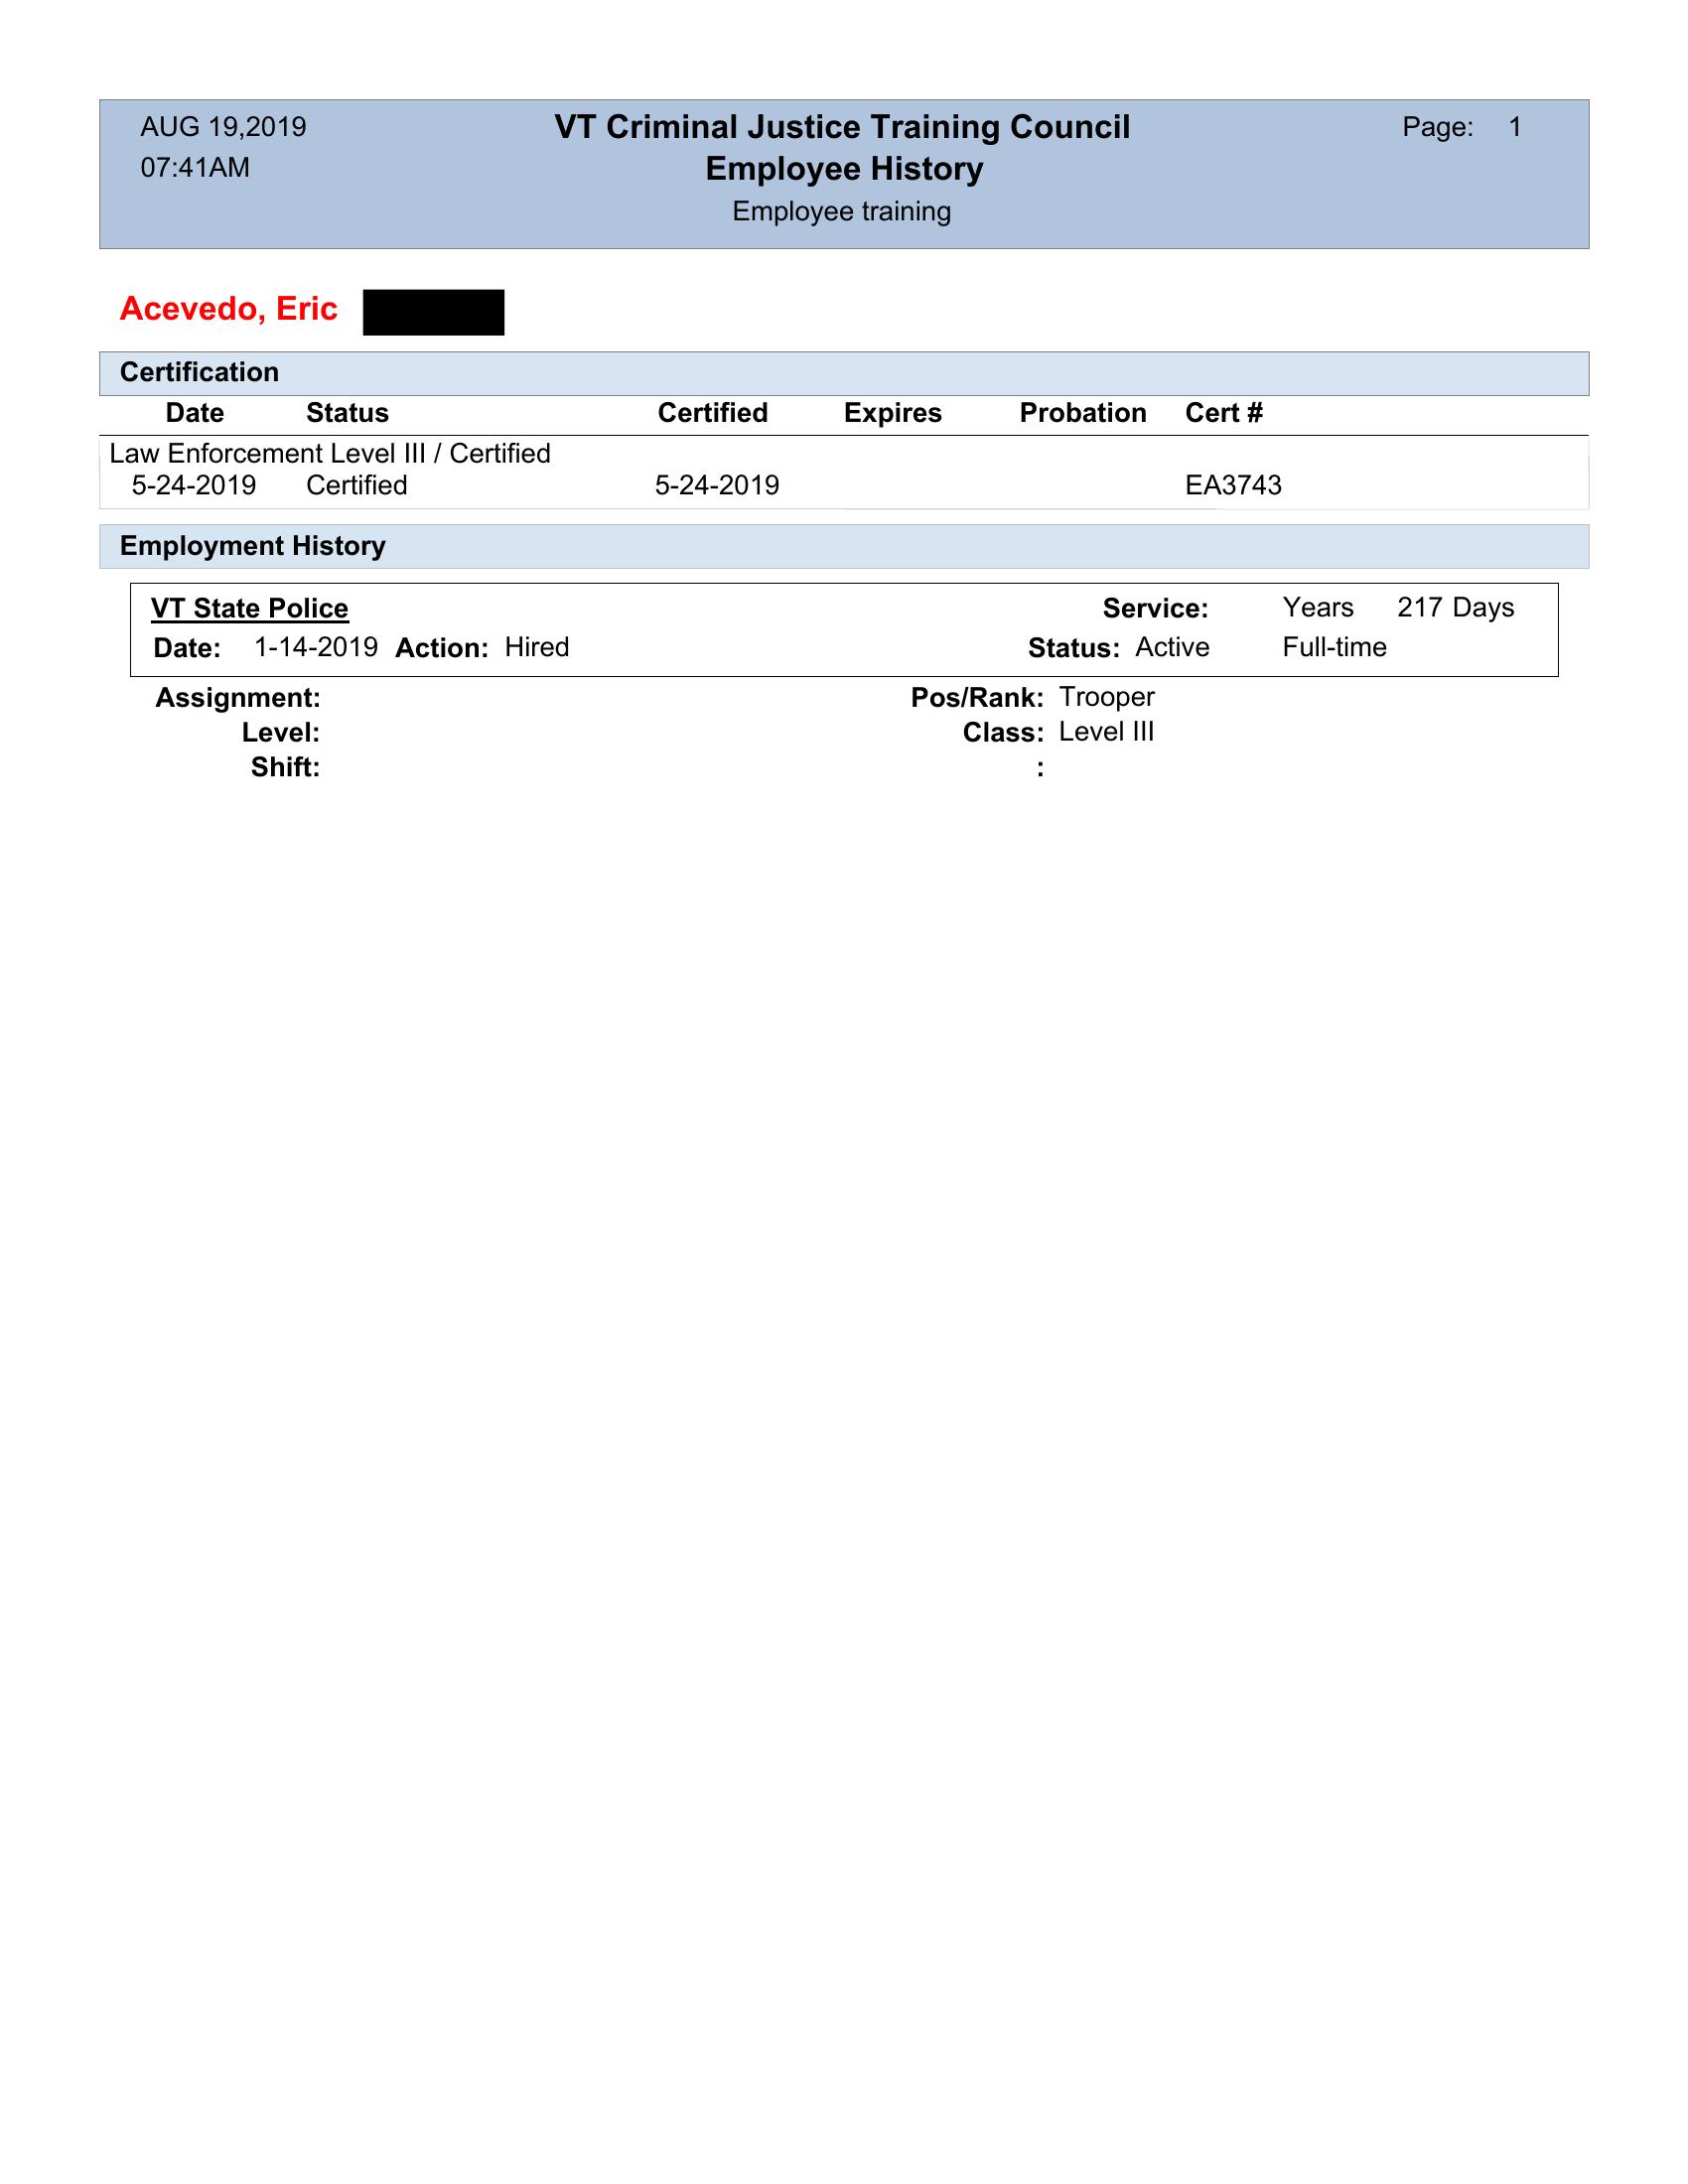 AUG 19,2019 VT Criminal Justice Training Council Page: 1
07:41AM Employee History
Employee training
Acevedo, Eric
Certification
Date Status Certified Expires Probation Cert #
Law Enforcement Level III / Certified
5-24-2019 Certified 5-24-2019 EA3743
Employment History
VT State Police Service: Years 217 Days
Date: 1-14-2019 Action: Hired Status: Active Full-time
Assignment: Pos/Rank: Trooper
Level: Class: Level III
Shift: :